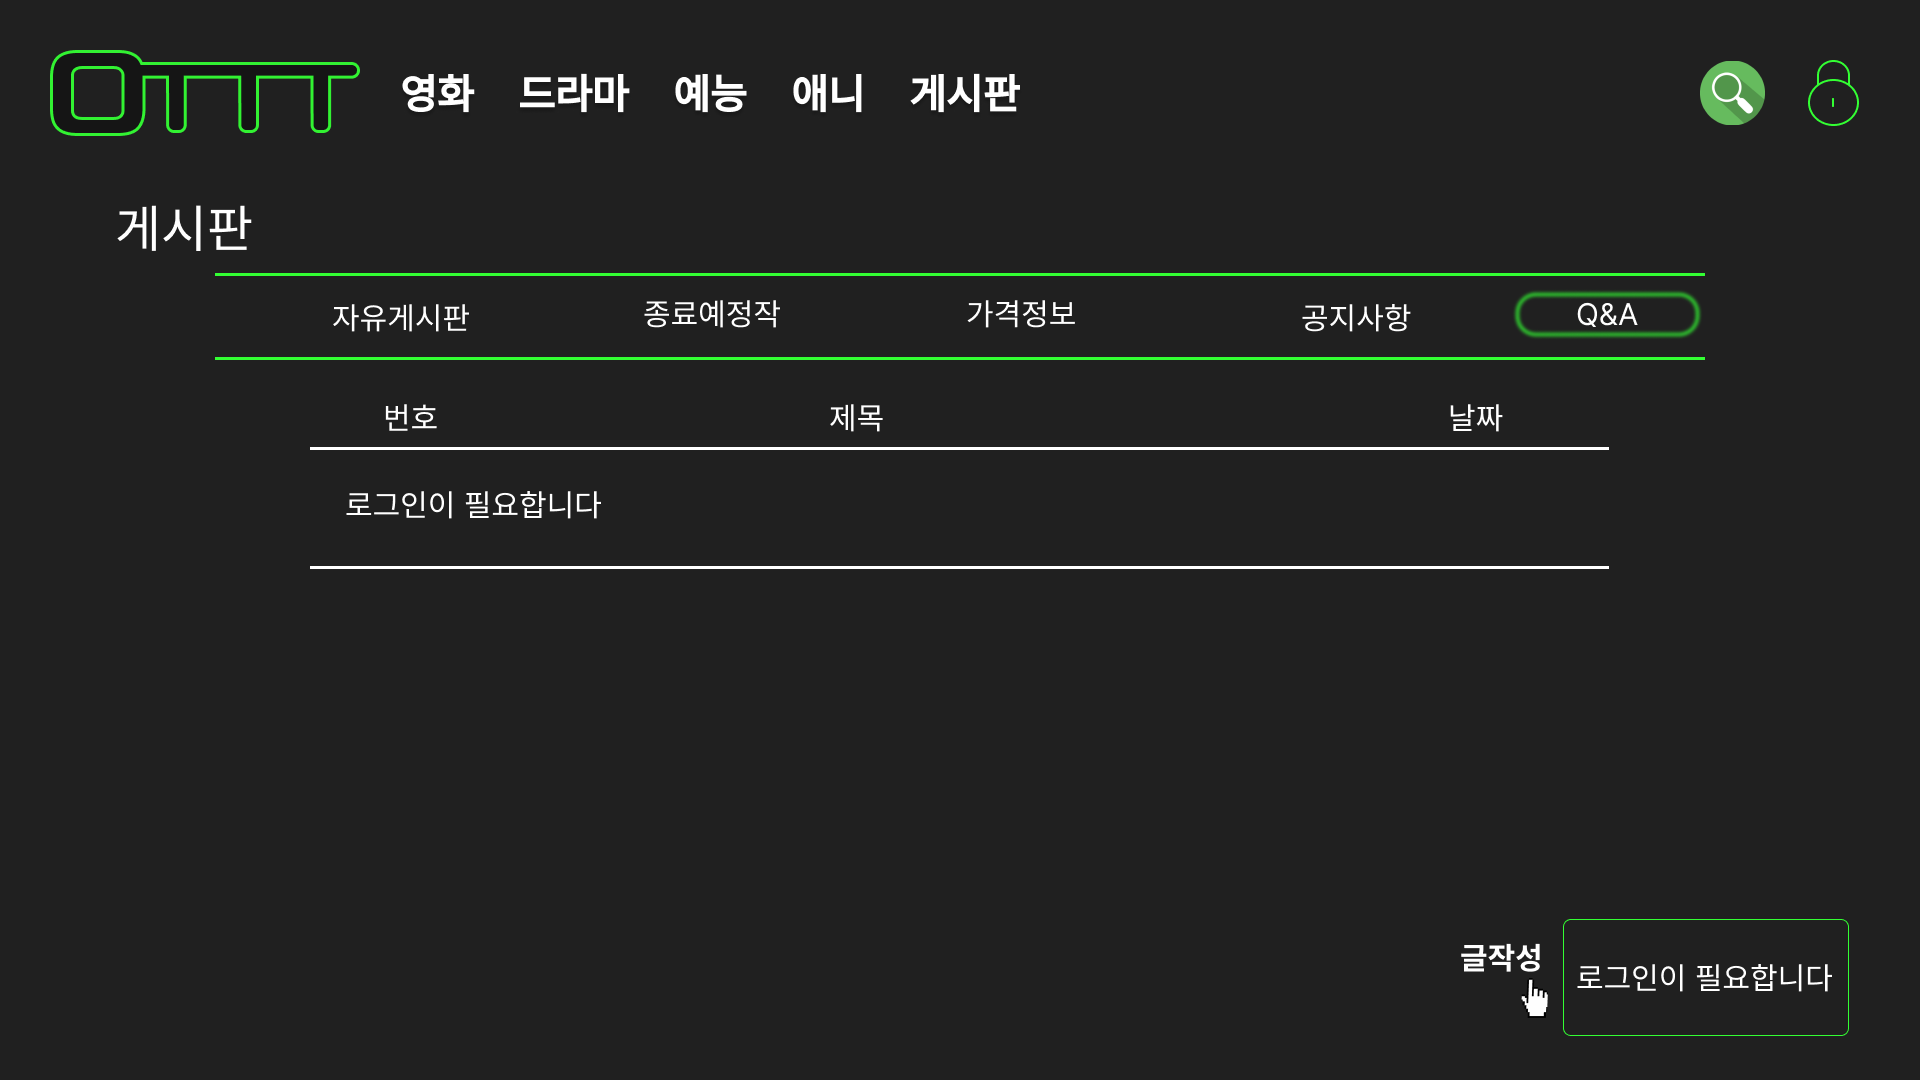 OTTT
영화 드라마 예능 애니 게시판
게시판
자유게시판 종료예정작 가격정보 공지사항 Q&A
번호 제목 날짜
로그인이 필요합니다
글작성
로그인이 필요합니다